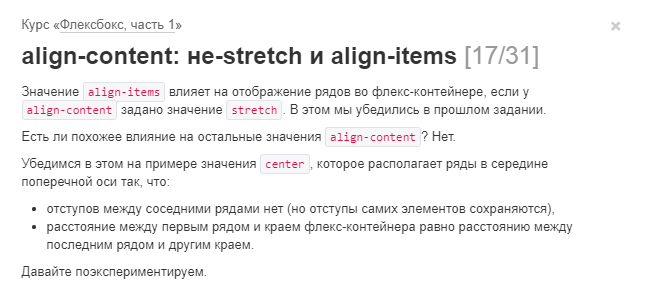 Курс «Флексбокс, часть 1»
align-content: не-stretch и align-items [17/31]
Значение align-items влияет на отображение рядов во флекс-контейнере, если у
align-content задано значение stretch. В этом мы убедились в прошлом задании.
Есть ли похожее влияние на остальные значения align-content? Нет.
Убедимся в этом на примере значения center, которое располагает ряды в середине
поперечной оси так, что:
• отступов между соседними рядами нет (но отступы самих элементов сохраняются),
• расстояние между первым рядом и краем флекс-контейнера равно расстоянию между
последним рядом и другим краем.
Давайте поэкспериментируем.